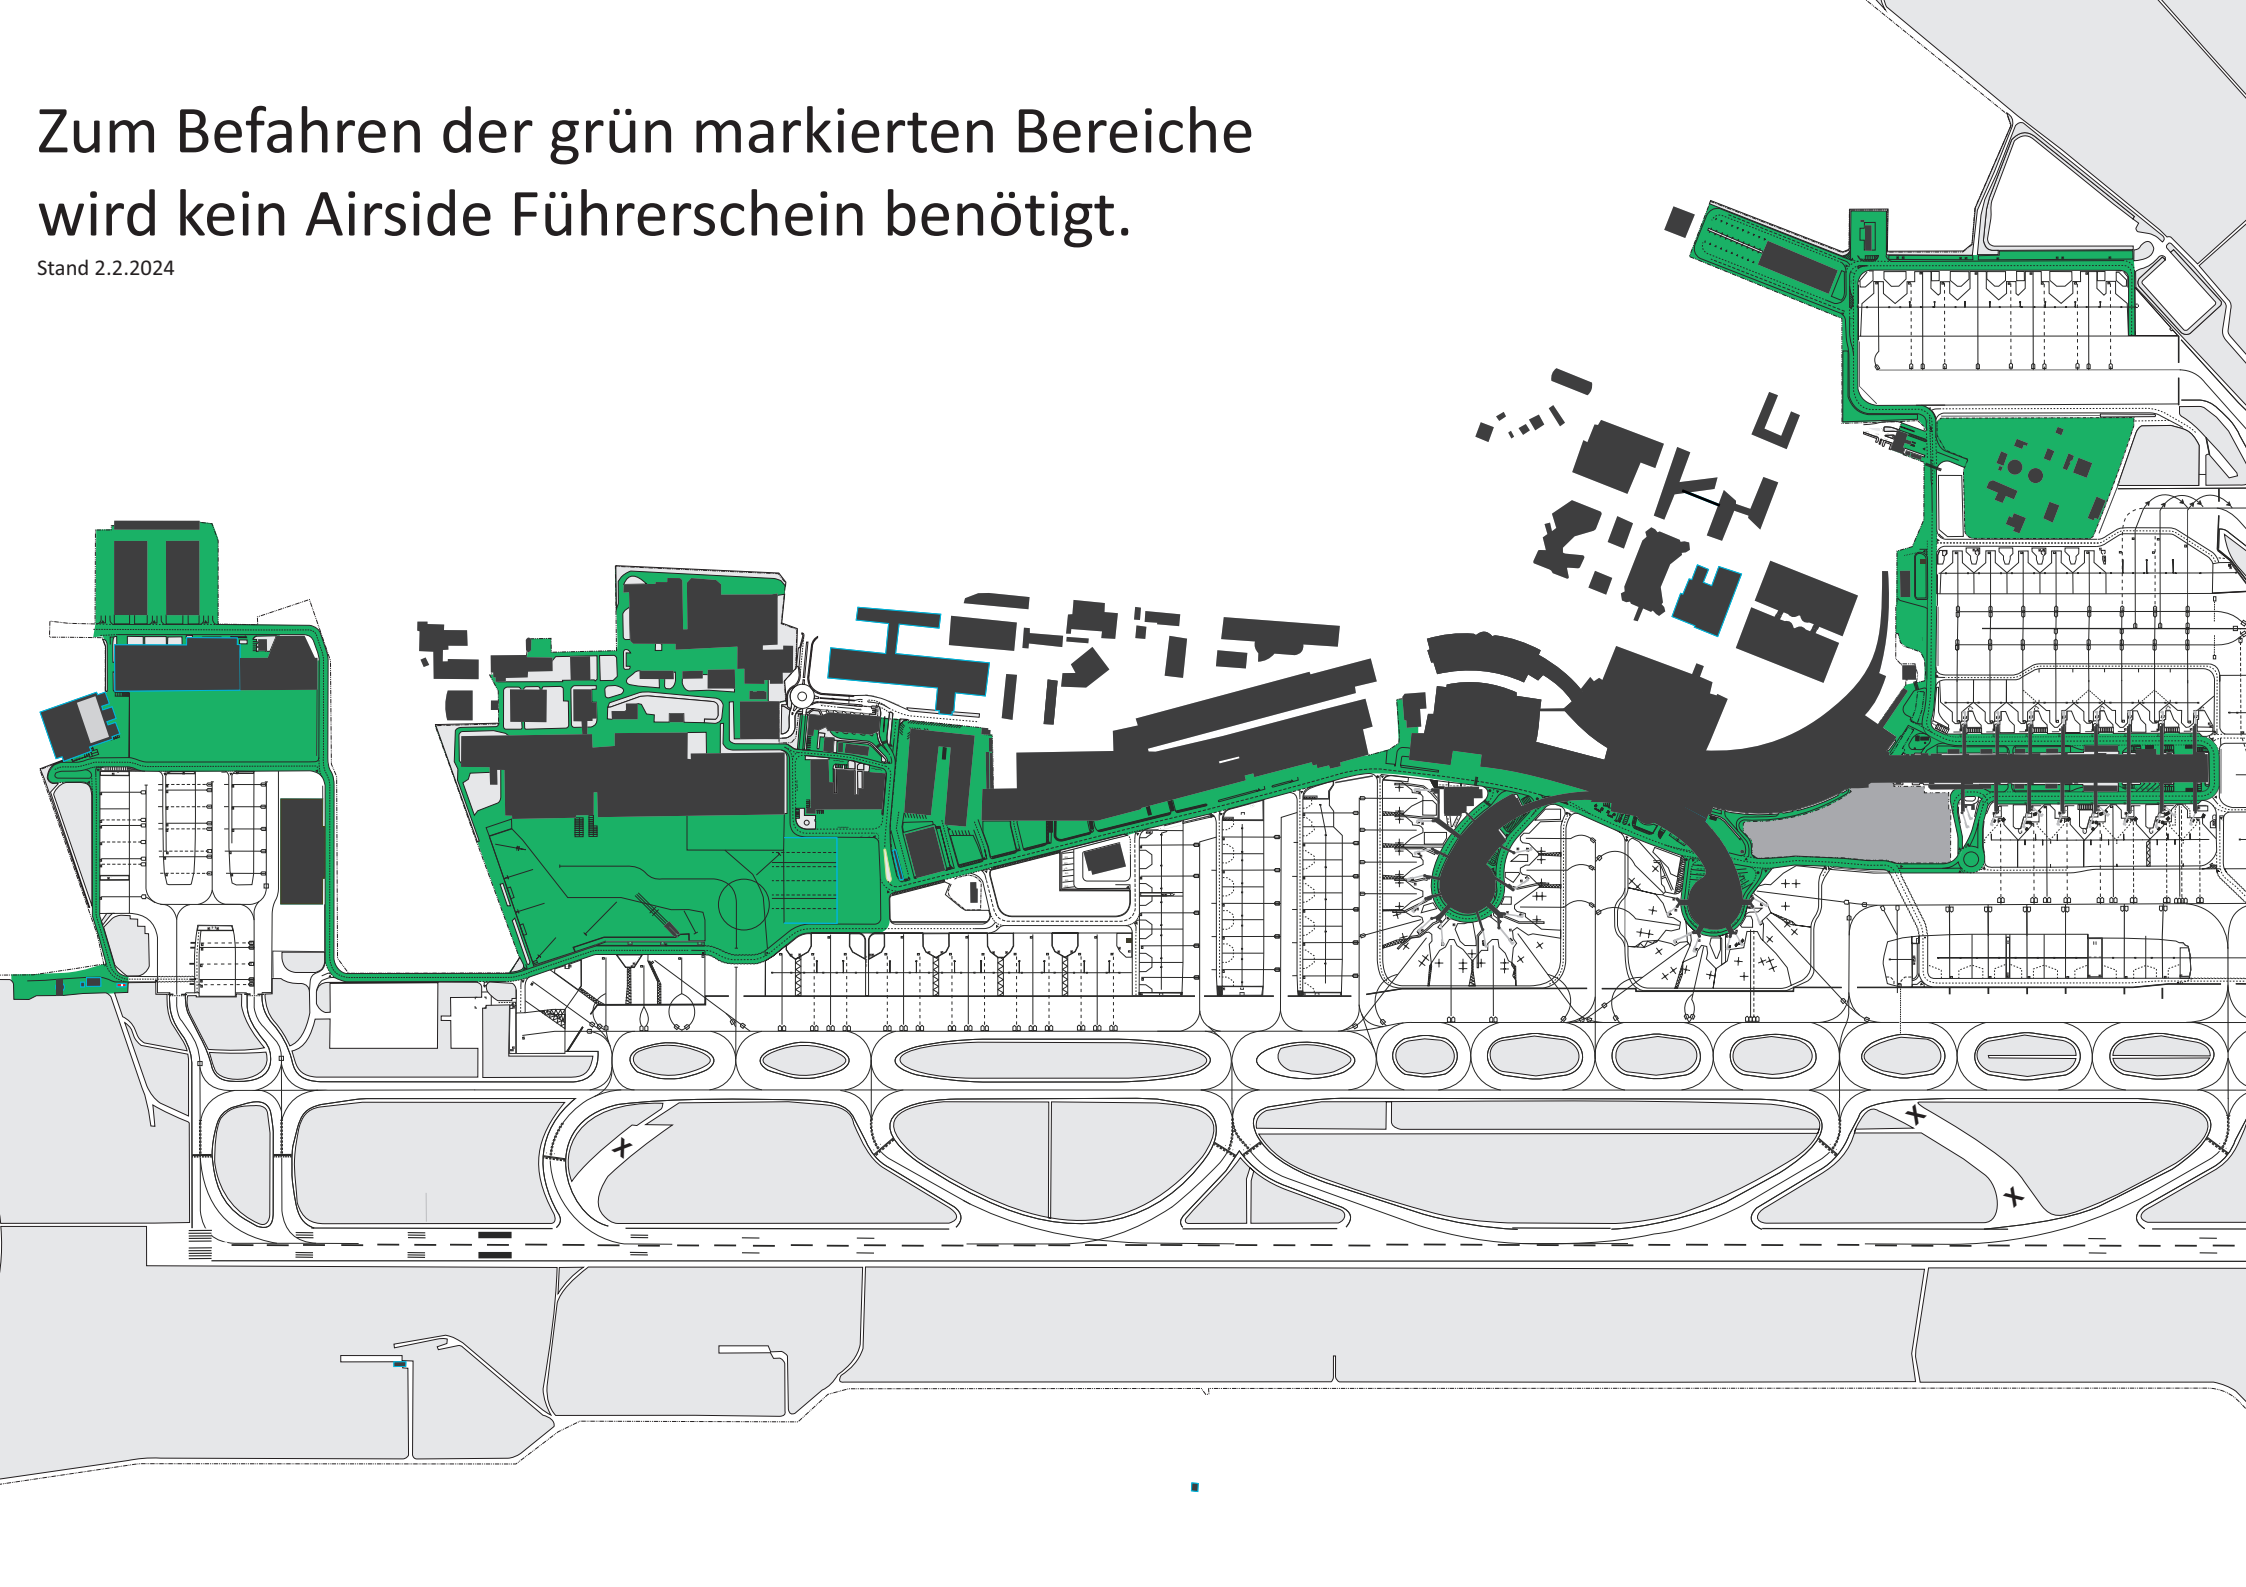 Zum Befahren der grün markierten Bereiche
wird kein Airside Führerschein benötigt.
Stand 2.2.2024